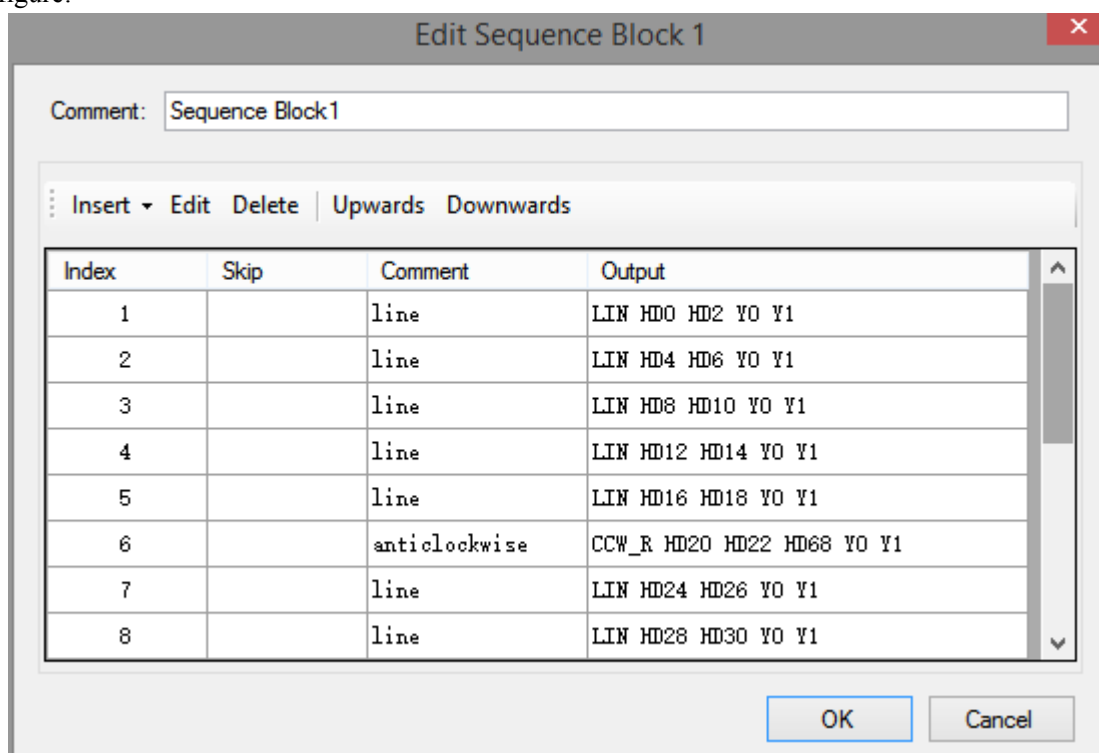 figure.
Edit Sequence Block 1
Comment: Sequence Block1
Insert Edit Delete Upwards Downwards
Index Skip Comment Output
1 line LIN HD0 HD2 Y0 Y1
2 line LIN HD4 HD6 Y0 Y1
3 line LIN HD8 HD10 Y0 Y1
4 line LIN HD12 HD14 Y0 Y1
5 line LIN HD16 HD18 Y0 Y1
6 anticlockwise CCW_R HD20 HD22 HD68 Y0 Y1
7 line LIN HD24 HD26 Y0 Y1
8 line LIN HD28 HD30 Y0 Y1
OK Cancel